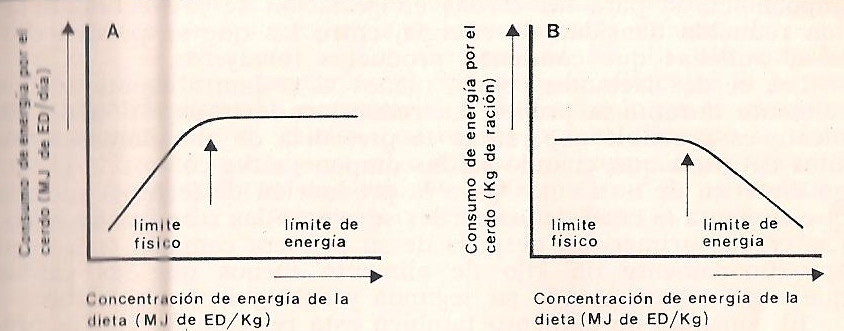 A
Consumo de energía por el
cerdo (MJ de ED/día)
límite
físico
límite de
energía
Concentración de energía de la
dieta (MJ de ED/Kg)
B
Consumo de energía por el
cerdo (Kg de ración)
límite
físico
límite de
energía
Concentración de energía de la
dieta (MJ de ED/Kg)